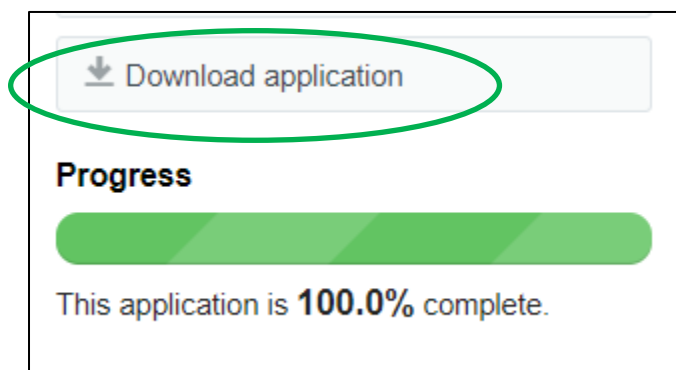 Download application
Progress
This application is 100.0% complete.